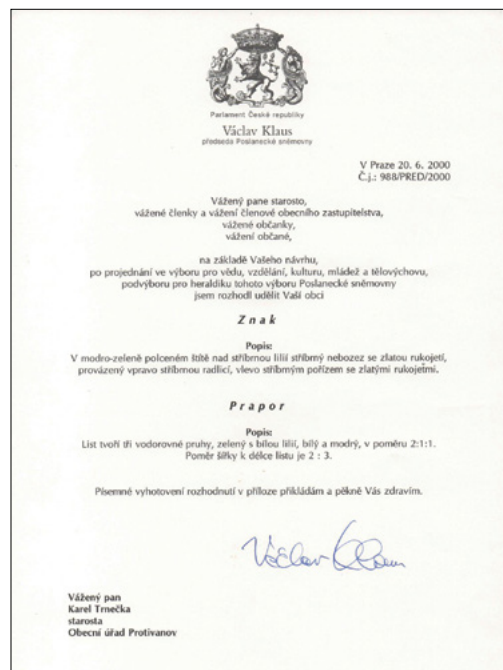 Parlament České republiky
Václav Klaus
předseda Poslanecké sněmovny
V Praze 20. 6. 2000
Č.j.: 988/PRED/2000
Vážený pane starosto,
vážené členky a vážení členové obecního zastupitelstva,
vážené občanky,
vážení občané,
na základě Vašeho návrhu,
po projednání ve výboru pro vědu, vzdělání, kulturu, mládež a tělovýchovu,
podvýboru pro heraldiku tohoto výboru Poslanecké sněmovny
jsem rozhodl udělit Vaší obci
Znak
Popis:
V modro-zeleně polceném štítě nad stříbrnou lilií stříbrný nebozez se zlatou rukojetí,
provázený vpravo stříbrnou radlicí, vlevo stříbrným pořízem se zlatými rukojeťmi.
Prapor
Popis:
List tvoří tři vodorovné pruhy, zelený s bílou lilií, bílý a modrý, v poměru 2:1:1.
Poměr šířky k délce listu je 2 : 3.
Písemné vyhotovení rozhodnutí v příloze přikládám a pěkně Vás zdravím.
Václav Klaus
Vážený pan
Karel Trnečka
starosta
Obecní úřad Protivanov